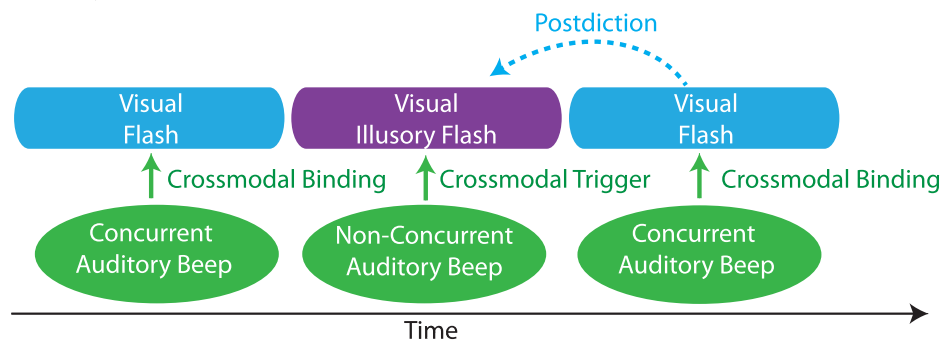 Postdiction
Visual
Flash
Visual
Illusory Flash
Visual
Flash
Crossmodal Binding
Crossmodal Trigger
Crossmodal Binding
Concurrent
Auditory Beep
Non-Concurrent
Auditory Beep
Concurrent
Auditory Beep
Time